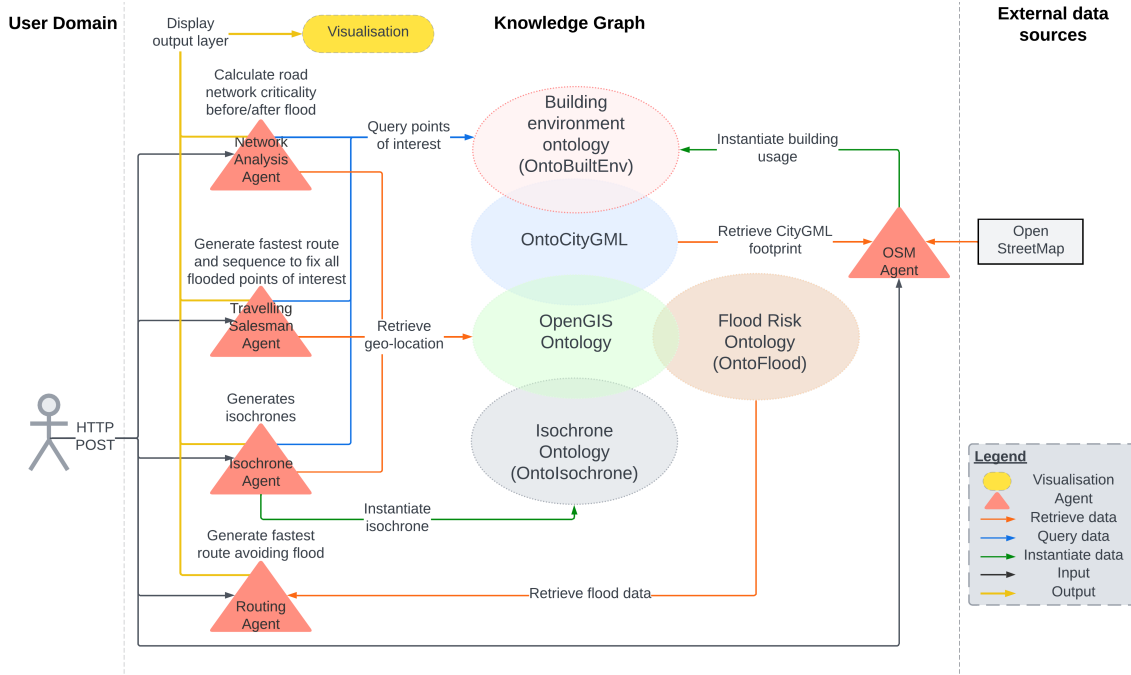 User Domain
Knowledge Graph
External data
sources
Display
output layer
Visualisation
Calculate road
network criticality
before/after flood
Network
Analysis
Agent
Query points
of interest
Building
environment
ontology
(OntoBuiltEnv)
Instantiate building
usage
OntoCityGML
Retrieve CityGML
footprint
OSM
Agent
Open
StreetMap
Generate fastest route
and sequence to fix all
flooded points of interest
Travelling
Salesman
Agent
Retrieve
geo-location
OpenGIS
Ontology
Flood Risk
Ontology
(OntoFlood)
HTTP
POST
Generates
isochrones
Isochrone
Agent
Isochrone
Ontology
(OntoIsochrone)
Instantiate
isochrone
Generate fastest
route avoiding flood
Routing
Agent
Retrieve flood data
Legend
Visualisation
Agent
Retrieve data
Query data
Instantiate data
Input
Output